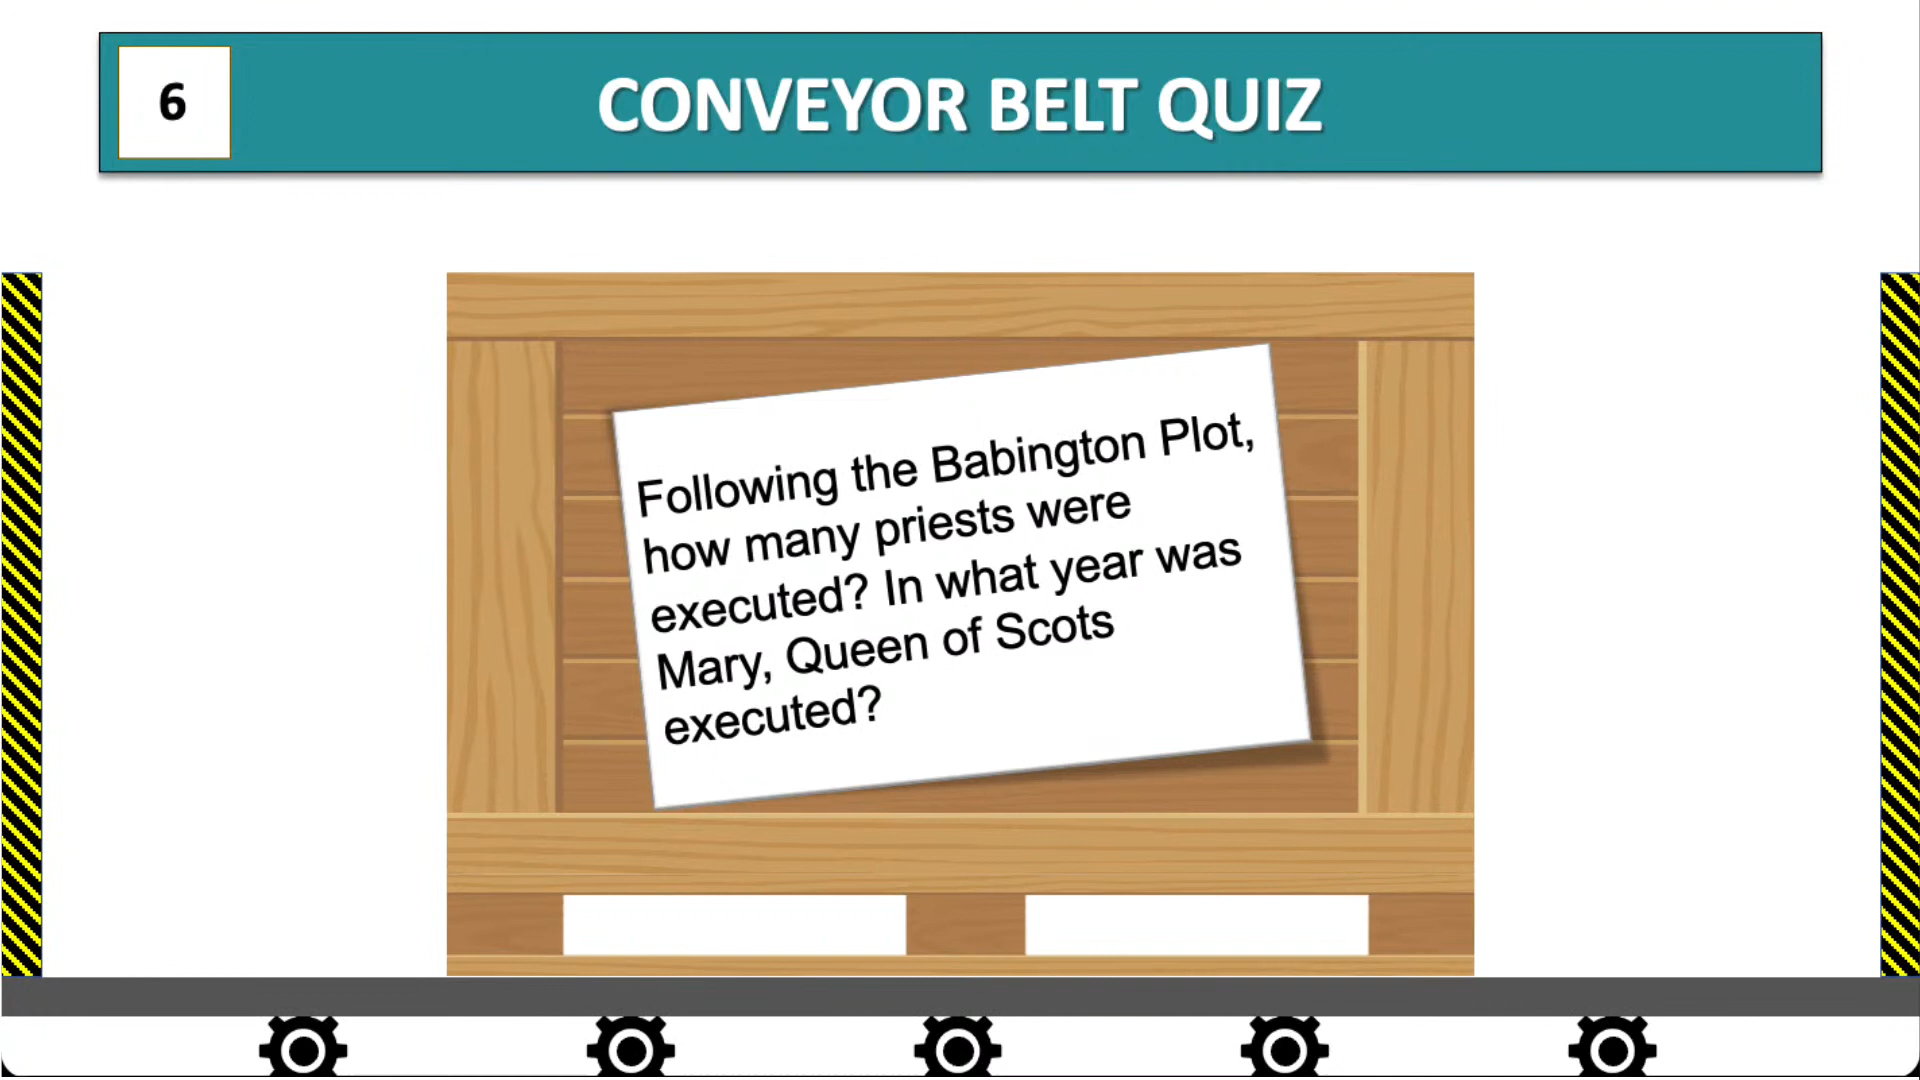 6
CONVEYOR BELT QUIZ
Following the Babington Plot,
how many priests were
executed? In what year was
Mary, Queen of Scots
executed?